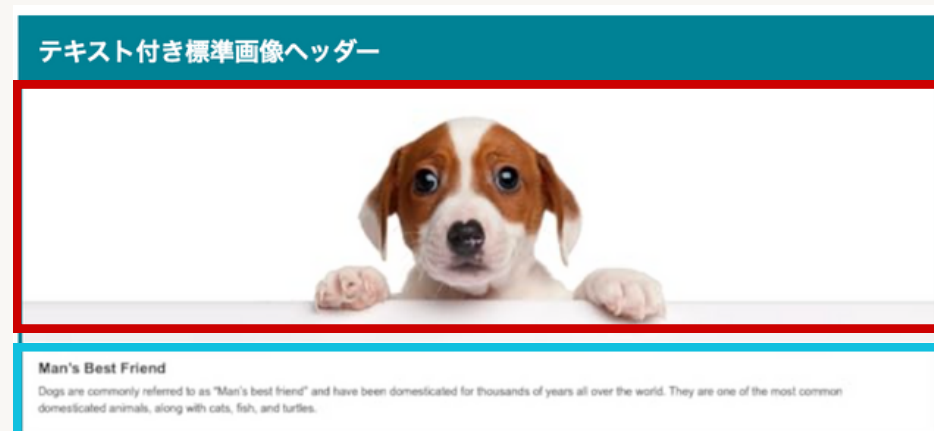 テキスト付き標準画像ヘッダー
Man's Best Friend
Dogs are commonly referred to as "Man's best friend" and have been domesticated for thousands of years all over the world. They are one of the most common
domesticated animals, along with cats, fish, and turtles.